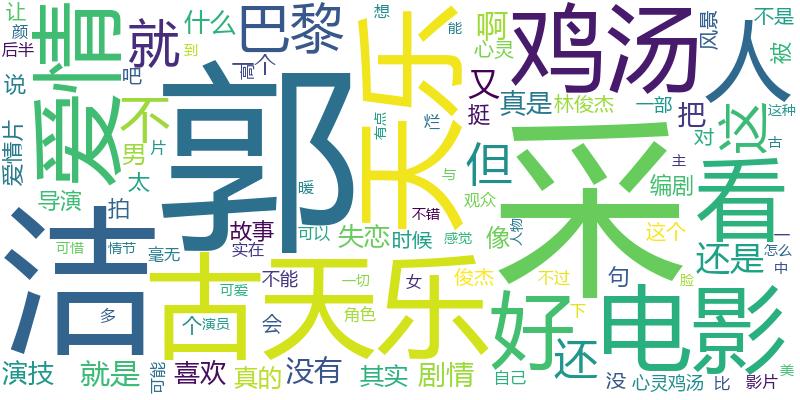 让
颜
后半
说
爱情片
爱情
就
什么
吧
个
高
巴黎
郭
天乐
想
能
到
有点
烂
啊
心灵
又
挺
鸡汤
真是
林俊杰
一部
把
人
风景
不是
被
这
对
这种
古
不
男
片
太
导演
拍
洁
故事
毫无
实在
可惜
情节
暖
可以
失恋
时候
不错
与
感觉
但
像
观众
人物
采
编剧
主
看
这个
还是
一
怎么
中
古天乐
不能
可爱
一切
女
俊杰
不过
句
脸
多
个
演员
会
角色
自己
好
还
下
电影
演技
就是
可能
喜欢
真的
没有
其实
剧情
没
心灵鸡汤
比
影片
美